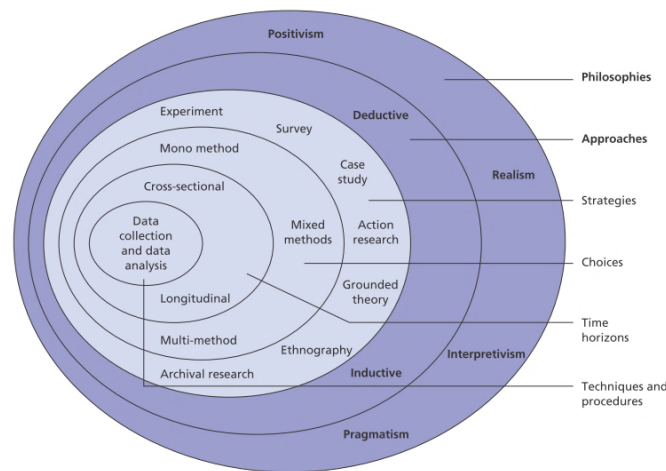 Positivism
Philosophies
Experiment
Deductive
Survey
Approaches
Mono method
Case
study
Realism
Cross-sectional
Strategies
Data
collection
and data
analysis
Mixed
methods
Action
research
Choices
Longitudinal
Grounded
theory
Time
horizons
Multi-method
Ethnography
Interpretivism
Archival research
Inductive
Techniques and
procedures
Pragmatism